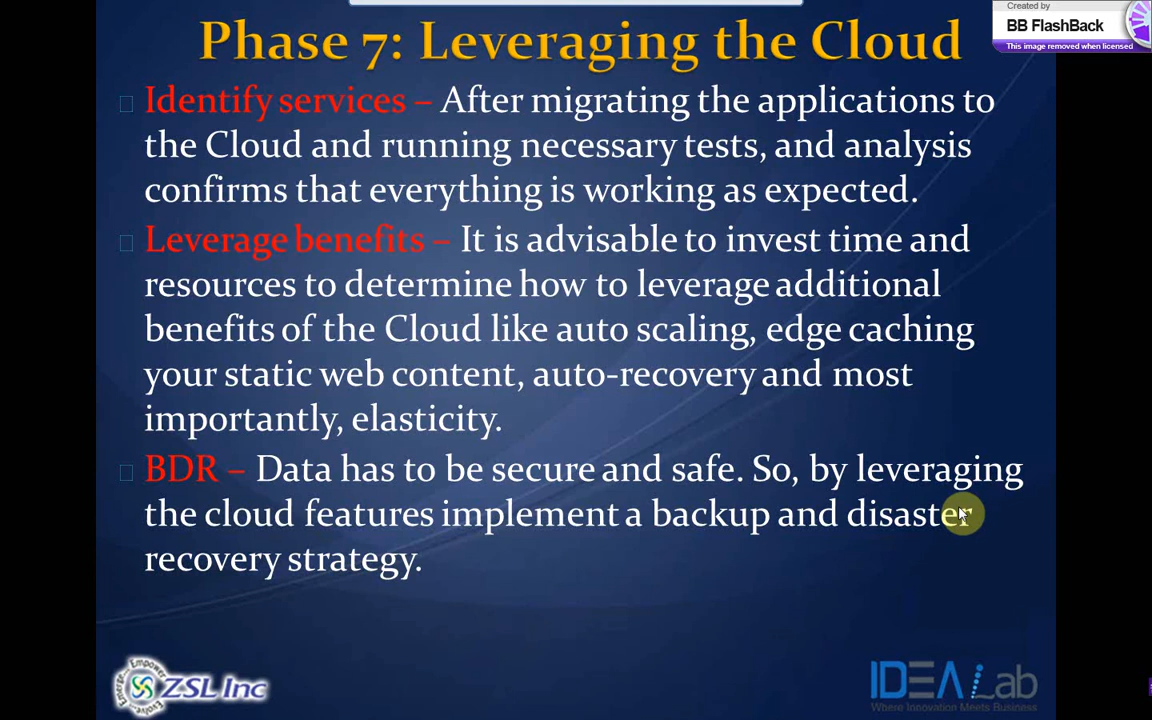 Created by
BB FlashBack
This image removed when licensed
Phase 7: Leveraging the Cloud
Identify services – After migrating the applications to
the Cloud and running necessary tests, and analysis
confirms that everything is working as expected.
Leverage benefits – It is advisable to invest time and
resources to determine how to leverage additional
benefits of the Cloud like auto scaling, edge caching
your static web content, auto-recovery and most
importantly, elasticity.
BDR – Data has to be secure and safe. So, by leveraging
the cloud features implement a backup and disaster
recovery strategy.
Emerge Empower Evolve
ZSL Inc
IDEA Lab
Where Innovation Meets Business